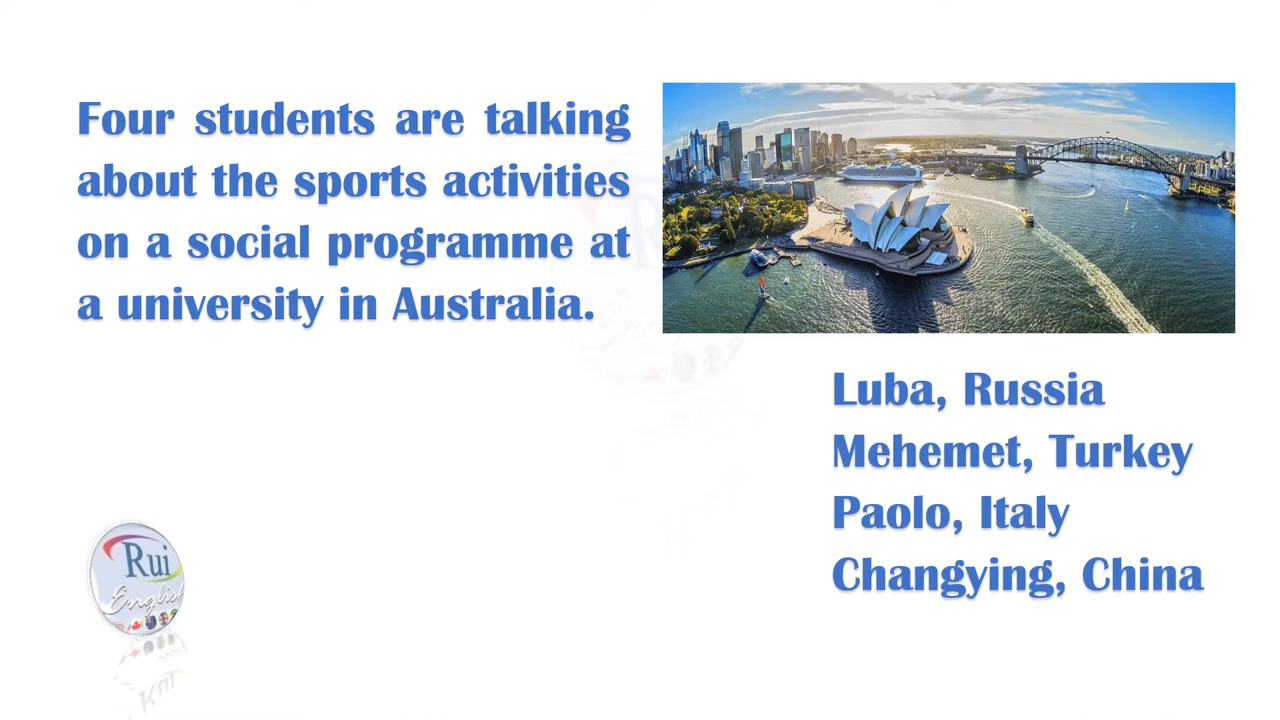 Four students are talking
about the sports activities
on a social programme at
a university in Australia.
Luba, Russia
Mehemet, Turkey
Paolo, Italy
Changying, China
Rui
English